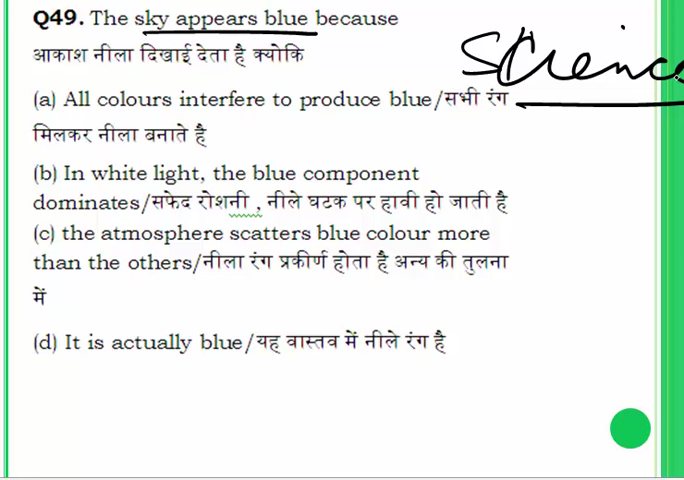 Q49. The sky appears blue because
आकाश नीला दिखाई देता है क्योकि
Science
(a) All colours interfere to produce blue/सभी रंग
मिलकर नीला बनाते है
(b) In white light, the blue component
dominates/सफेद रोशनी , नीले घटक पर हावी हो जाती है
(c) the atmosphere scatters blue colour more
than the others/नीला रंग प्रकीर्ण होता है अन्य की तुलना
में
(d) It is actually blue/यह वास्तव में नीले रंग है